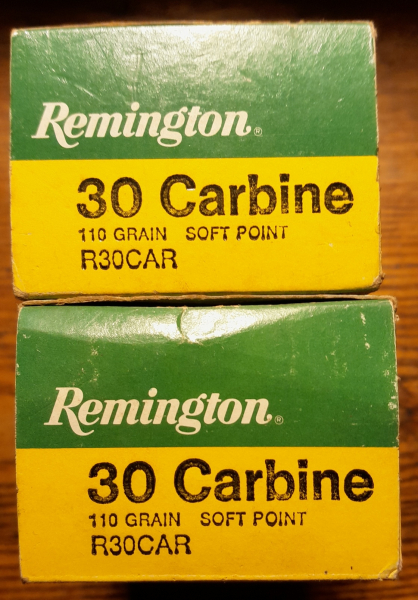 Remington®
30 Carbine
110 GRAIN SOFT POINT
R30CAR
Remington®
30 Carbine
110 GRAIN SOFT POINT
R30CAR